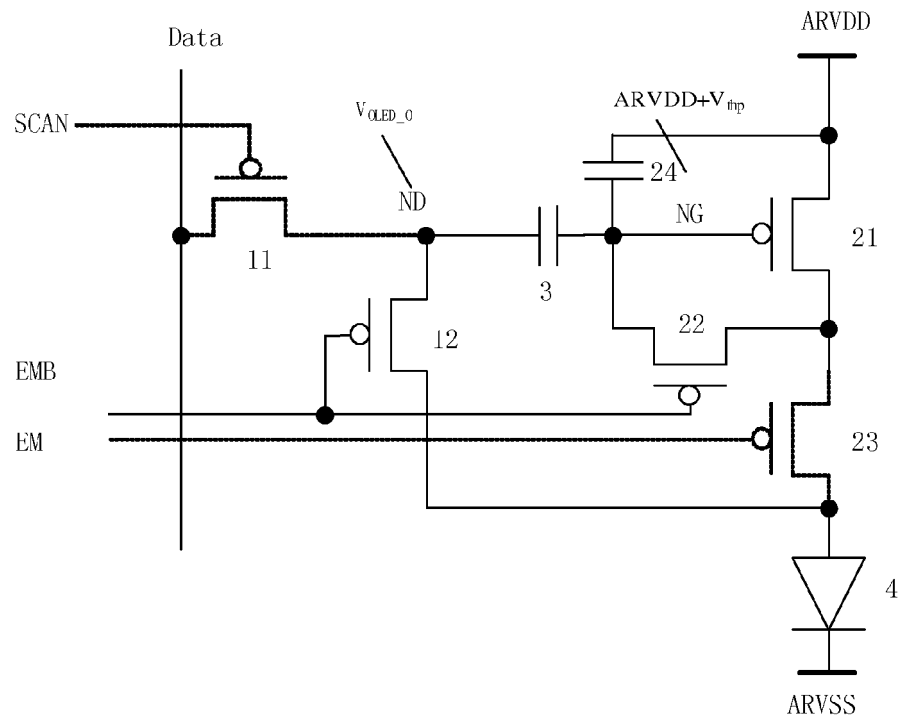 ARVDD
Data
SCAN
V_OLED_0
ARVDD+V_thp
24
ND
NG
21
11
3
22
12
EMB
EM
23
4
ARVSS